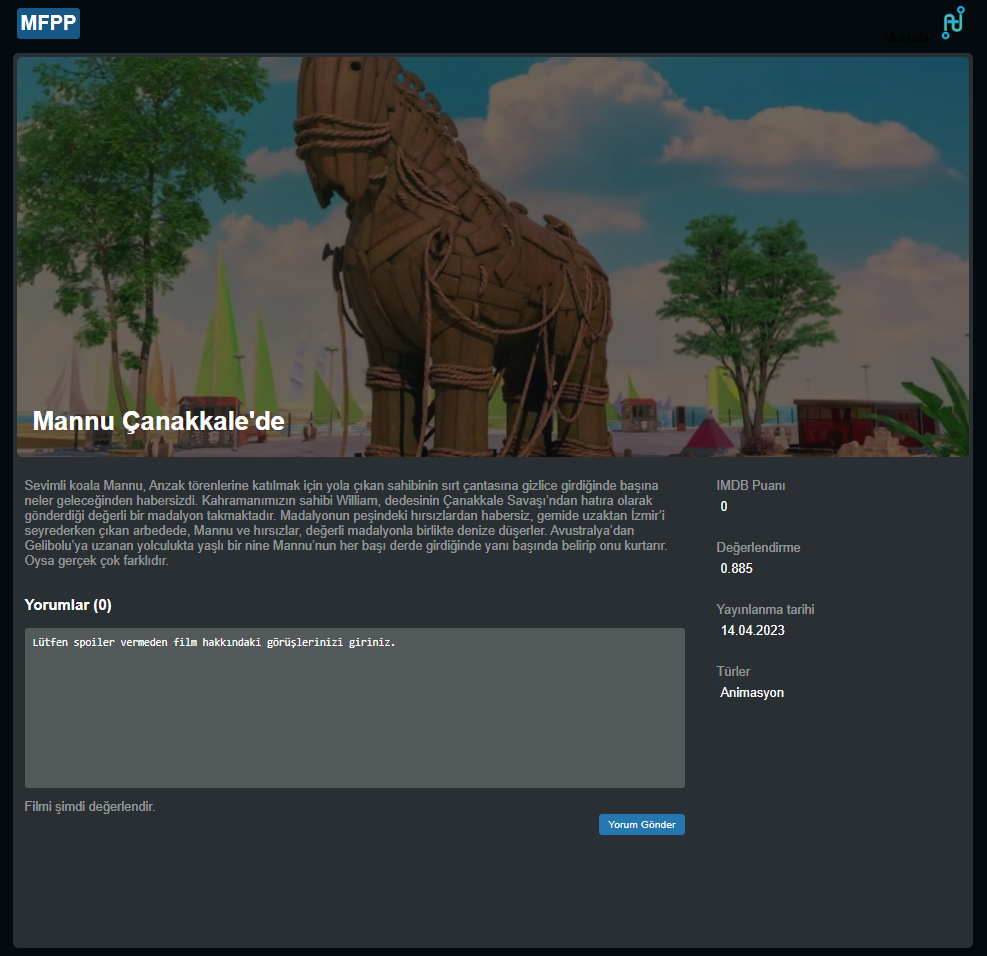 MFPP
Mustafa
Mannu Çanakkale'de
Sevimli koala Mannu, Anzak törenlerine katılmak için yola çıkan sahibinin sırt çantasına gizlice girdiğinde başına
neler geleceğinden habersizdi. Kahramanımızın sahibi William, dedesinin Çanakkale Savaşı’ndan hatıra olarak
gönderdiği değerli bir madalyon takmaktadır. Madalyonun peşindeki hırsızlardan habersiz, gemide uzaktan İzmir’i
seyrederken çıkan arbedede, Mannu ve hırsızlar, değerli madalyonla birlikte denize düşerler. Avustralya’dan
Gelibolu’ya uzanan yolculukta yaşlı bir nine Mannu’nun her başı derde girdiğinde yanı başında belirip onu kurtarır.
Oysa gerçek çok farklıdır.
IMDB Puanı
0
Değerlendirme
0.885
Yayınlanma tarihi
14.04.2023
Türler
Animasyon
Yorumlar (0)
Lütfen spoiler vermeden film hakkındaki görüşlerinizi giriniz.
Filmi şimdi değerlendir.
Yorum Gönder